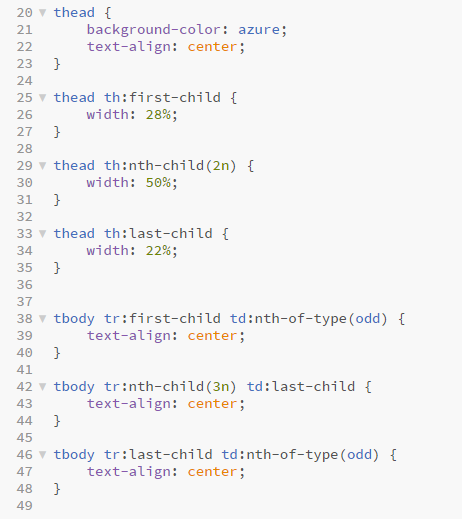 20 ▼ thead {
21     background-color: azure;
22     text-align: center;
23 }
24
25 ▼ thead th:first-child {
26     width: 28%;
27 }
28
29 ▼ thead th:nth-child(2n) {
30     width: 50%;
31 }
32
33 ▼ thead th:last-child {
34     width: 22%;
35 }
36
37
38 ▼ tbody tr:first-child td:nth-of-type(odd) {
39     text-align: center;
40 }
41
42 ▼ tbody tr:nth-child(3n) td:last-child {
43     text-align: center;
44 }
45
46 ▼ tbody tr:last-child td:nth-of-type(odd) {
47     text-align: center;
48 }
49